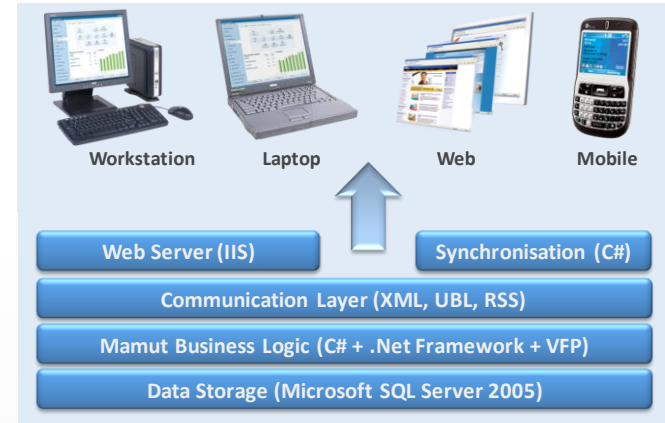 Workstation
Laptop
Web
Mobile
Web Server (IIS)
Synchronisation (C#)
Communication Layer (XML, UBL, RSS)
Mamut Business Logic (C# + .Net Framework + VFP)
Data Storage (Microsoft SQL Server 2005)